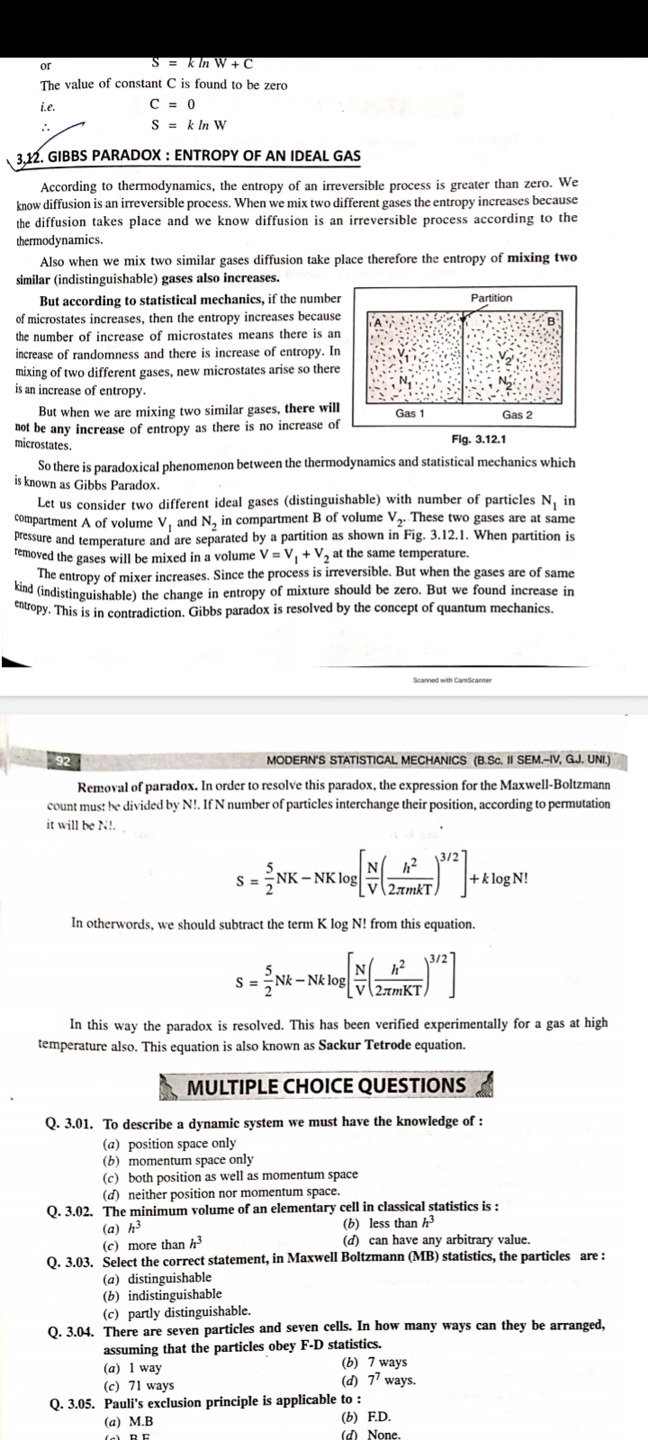 or S = k ln W + C
The value of constant C is found to be zero
i.e. C = 0
∴ S = k ln W
3.12. GIBBS PARADOX : ENTROPY OF AN IDEAL GAS
According to thermodynamics, the entropy of an irreversible process is greater than zero. We
know diffusion is an irreversible process. When we mix two different gases the entropy increases because
the diffusion takes place and we know diffusion is an irreversible process according to the
thermodynamics.
Also when we mix two similar gases diffusion take place therefore the entropy of mixing two
similar (indistinguishable) gases also increases.
But according to statistical mechanics, if the number
of microstates increases, then the entropy increases because
the number of increase of microstates means there is an
increase of randomness and there is increase of entropy. In
mixing of two different gases, new microstates arise so there
is an increase of entropy.
But when we are mixing two similar gases, there will
not be any increase of entropy as there is no increase of
microstates.
Partition
A B
V₁ V₂
N₁ N₂
Gas 1 Gas 2
Fig. 3.12.1
So there is paradoxical phenomenon between the thermodynamics and statistical mechanics which
is known as Gibbs Paradox.
Let us consider two different ideal gases (distinguishable) with number of particles N₁ in
compartment A of volume V₁ and N₂ in compartment B of volume V₂. These two gases are at same
pressure and temperature and are separated by a partition as shown in Fig. 3.12.1. When partition is
removed the gases will be mixed in a volume V = V₁ + V₂ at the same temperature.
The entropy of mixer increases. Since the process is irreversible. But when the gases are of same
kind (indistinguishable) the change in entropy of mixture should be zero. But we found increase in
entropy. This is in contradiction. Gibbs paradox is resolved by the concept of quantum mechanics.
Scanned with CamScanner
92 MODERN'S STATISTICAL MECHANICS (B.Sc. II SEM.–IV, GJ. UNI.)
Removal of paradox. In order to resolve this paradox, the expression for the Maxwell-Boltzmann
count must be divided by N!. If N number of particles interchange their position, according to permutation
it will be N!.
S = 5/2 NK – NK log [N/V (h²/2πmkT)^3/2] + k log N!
In otherwords, we should subtract the term K log N! from this equation.
S = 5/2 Nk – Nk log [N/V (h²/2πmKT)^3/2]
In this way the paradox is resolved. This has been verified experimentally for a gas at high
temperature also. This equation is also known as Sackur Tetrode equation.
MULTIPLE CHOICE QUESTIONS
Q. 3.01. To describe a dynamic system we must have the knowledge of :
(a) position space only
(b) momentum space only
(c) both position as well as momentum space
(d) neither position nor momentum space.
Q. 3.02. The minimum volume of an elementary cell in classical statistics is :
(a) h³ (b) less than h³
(c) more than h³ (d) can have any arbitrary value.
Q. 3.03. Select the correct statement, in Maxwell Boltzmann (MB) statistics, the particles are :
(a) distinguishable
(b) indistinguishable
(c) partly distinguishable.
Q. 3.04. There are seven particles and seven cells. In how many ways can they be arranged,
assuming that the particles obey F-D statistics.
(a) 1 way (b) 7 ways
(c) 71 ways (d) 7⁷ ways.
Q. 3.05. Pauli's exclusion principle is applicable to :
(a) M.B (b) F.D.
(c) B.E (d) None.